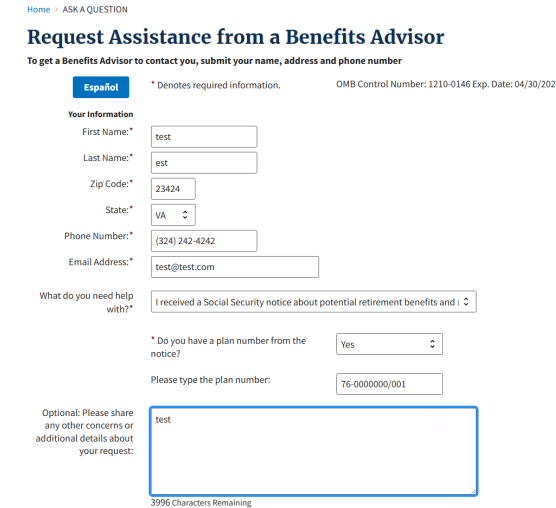 Home > ASK A QUESTION
Request Assistance from a Benefits Advisor
To get a Benefits Advisor to contact you, submit your name, address and phone number
Español
* Denotes required information.
OMB Control Number: 1210-0146 Exp. Date: 04/30/202
Your Information
First Name:*
test
Last Name:*
est
Zip Code:*
23424
State:*
VA
Phone Number:*
(324) 242-4242
Email Address:*
test@test.com
What do you need help
with?*
I received a Social Security notice about potential retirement benefits and
* Do you have a plan number from the
notice?
Yes
Please type the plan number:
76-0000000/001
Optional: Please share
any other concerns or
additional details about
your request:
test
3996 Characters Remaining